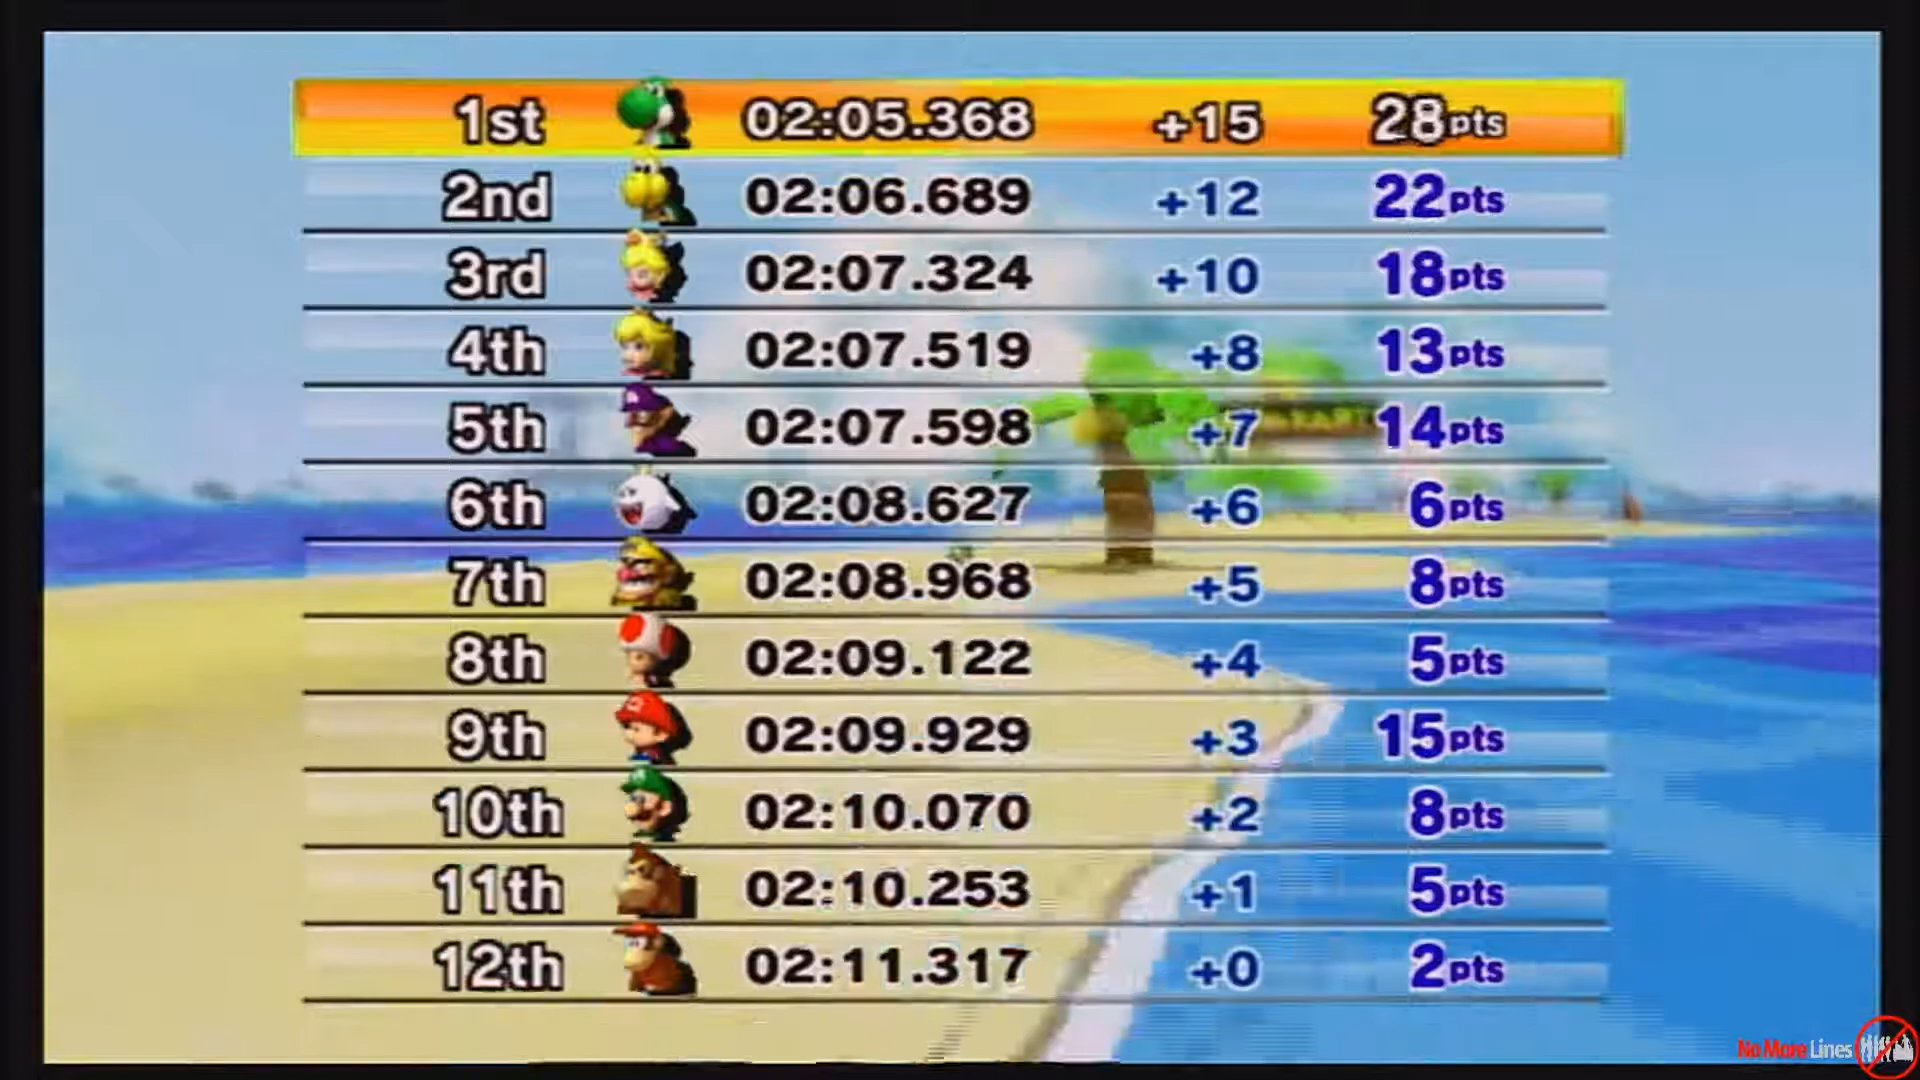 1st 02:05.368 +15 28pts
2nd 02:06.689 +12 22pts
3rd 02:07.324 +10 18pts
4th 02:07.519 +8 13pts
5th 02:07.598 +7 14pts
6th 02:08.627 +6 6pts
7th 02:08.968 +5 8pts
8th 02:09.122 +4 5pts
9th 02:09.929 +3 15pts
10th 02:10.070 +2 8pts
11th 02:10.253 +1 5pts
12th 02:11.317 +0 2pts
No More Lines